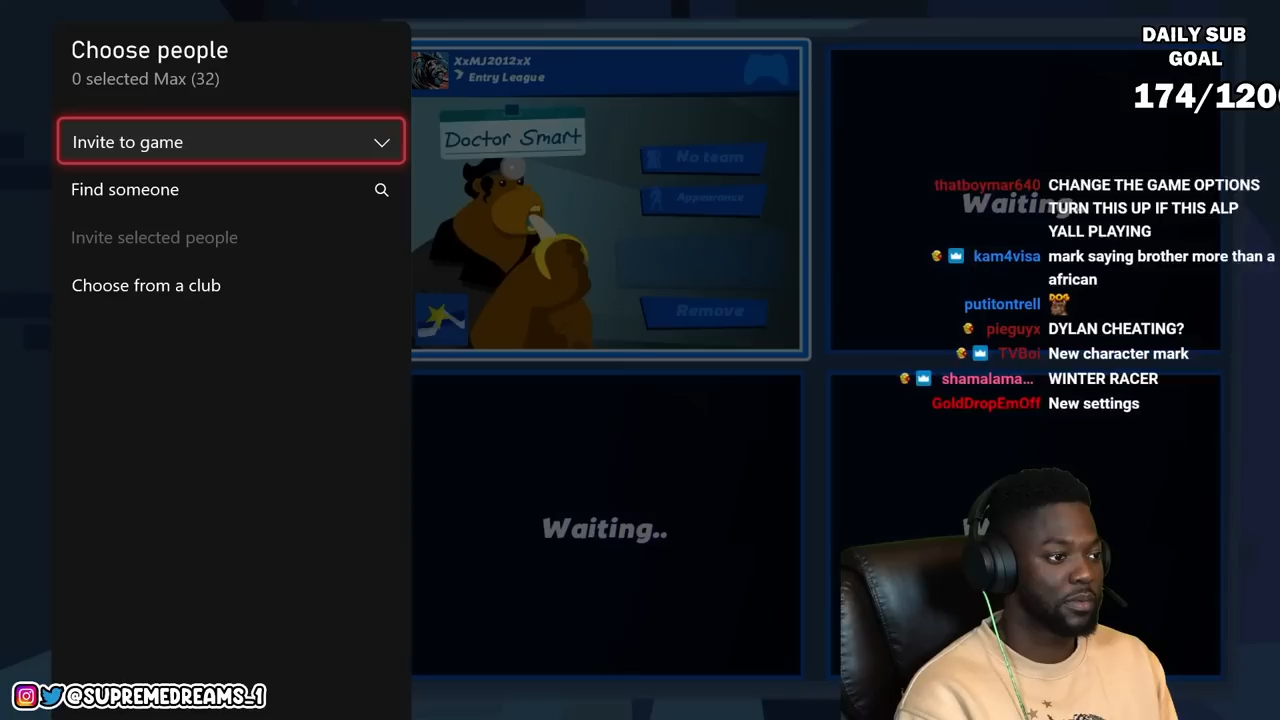 Choose people
0 selected Max (32)
Invite to game
Find someone
Invite selected people
Choose from a club
XxMJ2012xX
Entry League
Doctor Smart
No team
Appearance
Remove
Waiting
Waiting..
DAILY SUB
GOAL
174/120
thatboymar640 CHANGE THE GAME OPTIONS
TURN THIS UP IF THIS ALP
YALL PLAYING
kam4visa mark saying brother more than a
african
putitontrell
pieguyx DYLAN CHEATING?
TVBoi New character mark
shamalama... WINTER RACER
GoldDropEmOff New settings
@SUPREMEDREAMS_1